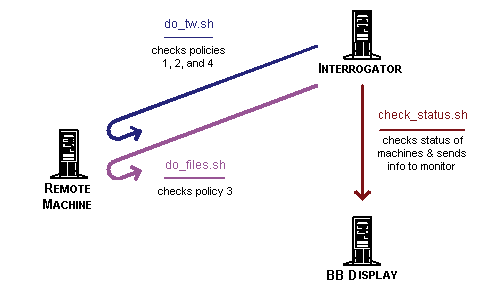 do_tw.sh
checks policies
1, 2, and 4
INTERROGATOR
check_status.sh
checks status of
machines & sends
info to monitor
do_files.sh
checks policy 3
REMOTE
MACHINE
BB DISPLAY